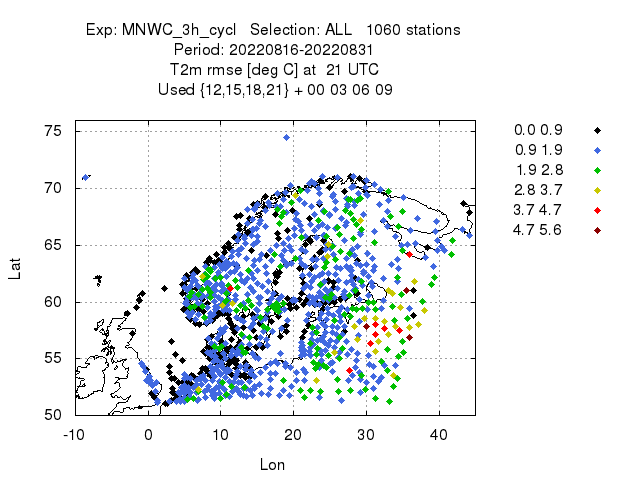 Exp: MNWC_3h_cycl   Selection: ALL   1060 stations
Period: 20220816-20220831
T2m rmse [deg C] at  21 UTC
Used {12,15,18,21} + 00 03 06 09
0.0 0.9
0.9 1.9
1.9 2.8
2.8 3.7
3.7 4.7
4.7 5.6
75
70
65
60
55
50
Lat
-10 0 10 20 30 40
Lon